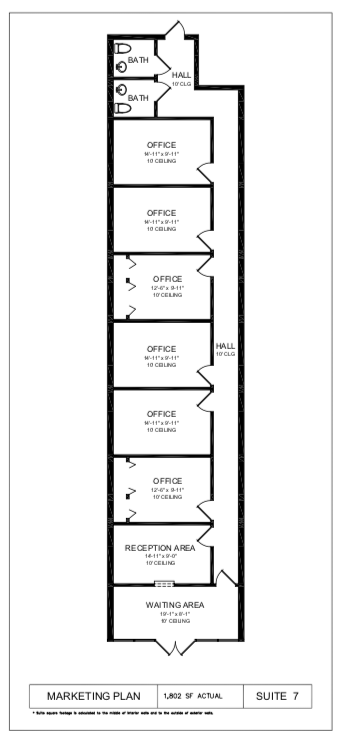 BATH
HALL
10' CLG
BATH
OFFICE
14'-11" x 9'-11"
10' CEILING
OFFICE
14'-11" x 9'-11"
10' CEILING
OFFICE
12'-6" x 9'-11"
10' CEILING
OFFICE
14'-11" x 9'-11"
10' CEILING
HALL
10' CLG
OFFICE
14'-11" x 9'-11"
10' CEILING
OFFICE
12'-6" x 9'-11"
10' CEILING
RECEPTION AREA
14'-11" x 9'-0"
10' CEILING
WAITING AREA
19'-1" x 8'-1"
10' CEILING
MARKETING PLAN
1,802 SF ACTUAL
SUITE 7
* Suite square footage is calculated to the middle of interior walls and to the outside of exterior walls.